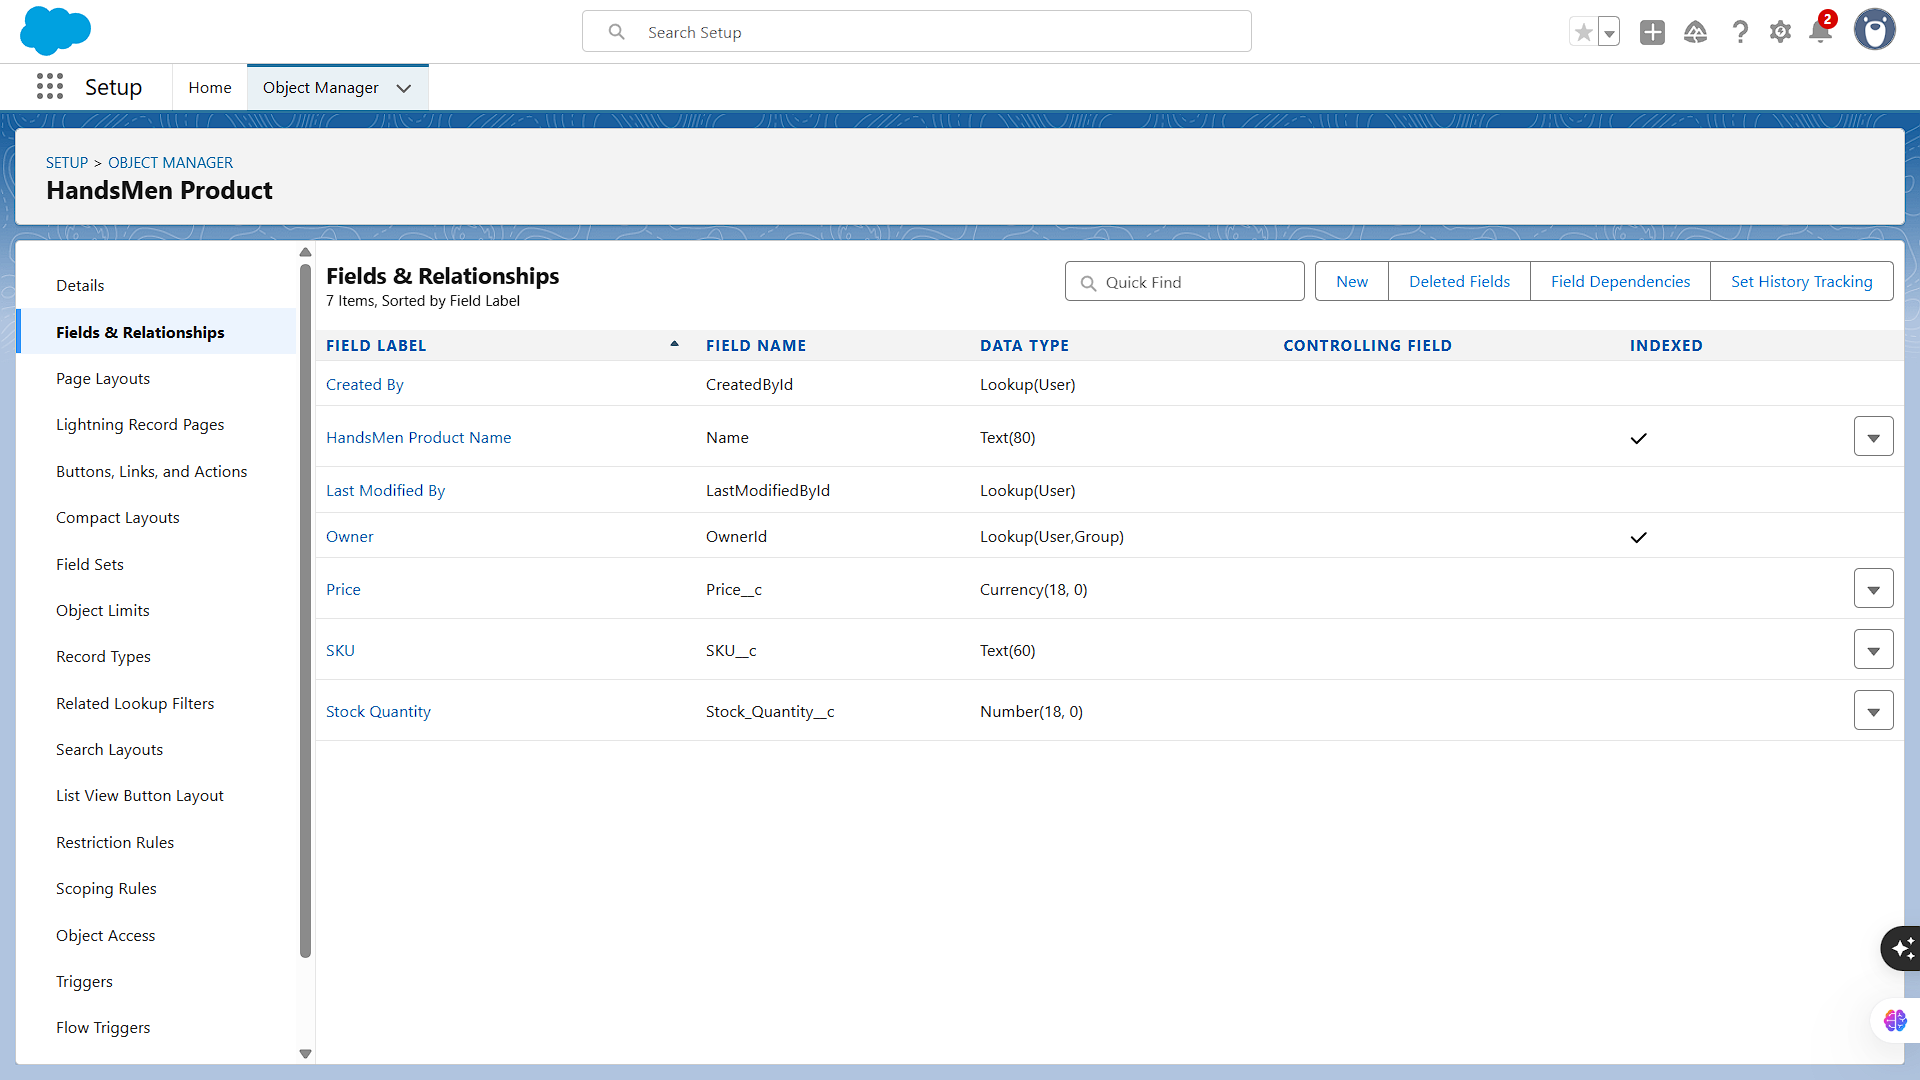 Search Setup
2
Setup
Home
Object Manager
SETUP > OBJECT MANAGER
HandsMen Product
Details
Fields & Relationships
Page Layouts
Lightning Record Pages
Buttons, Links, and Actions
Compact Layouts
Field Sets
Object Limits
Record Types
Related Lookup Filters
Search Layouts
List View Button Layout
Restriction Rules
Scoping Rules
Object Access
Triggers
Flow Triggers
Fields & Relationships
7 Items, Sorted by Field Label
Quick Find
New
Deleted Fields
Field Dependencies
Set History Tracking
FIELD LABEL FIELD NAME DATA TYPE CONTROLLING FIELD INDEXED
Created By CreatedById Lookup(User)
HandsMen Product Name Name Text(80)
Last Modified By LastModifiedById Lookup(User)
Owner OwnerId Lookup(User,Group)
Price Price__c Currency(18, 0)
SKU SKU__c Text(60)
Stock Quantity Stock_Quantity__c Number(18, 0)